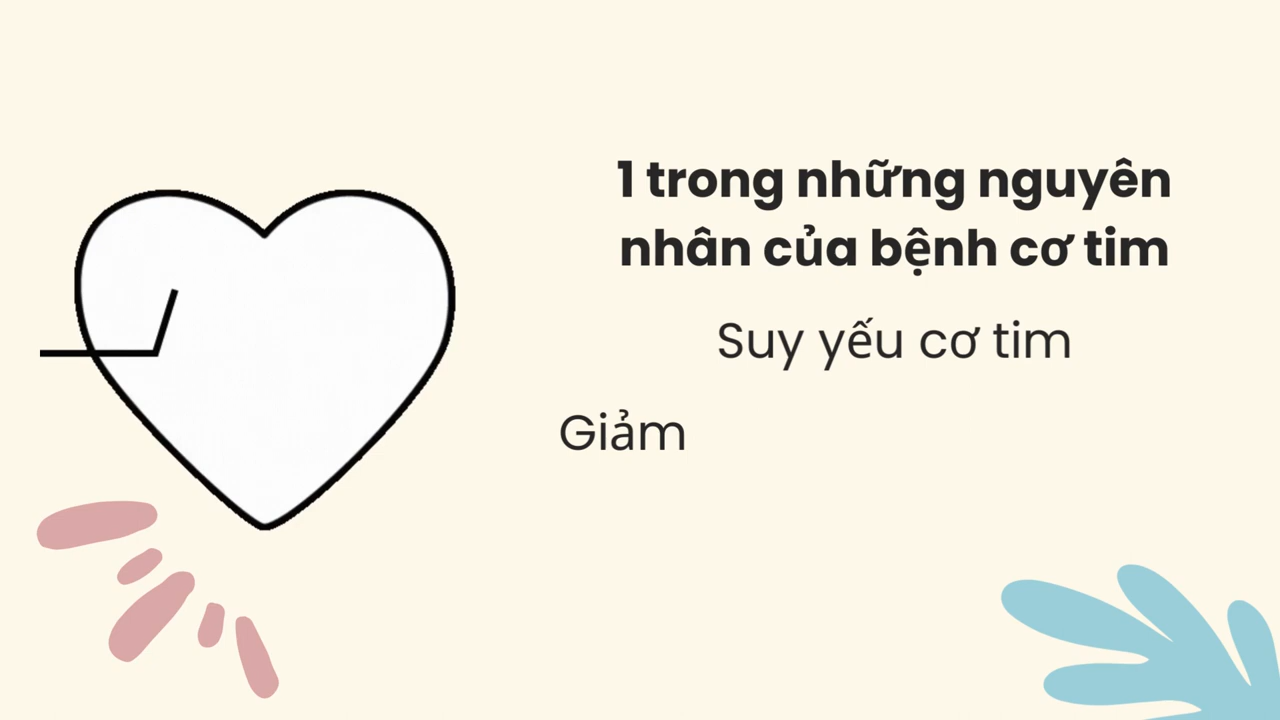 1 trong những nguyên
nhân của bệnh cơ tim
Suy yếu cơ tim
Giảm